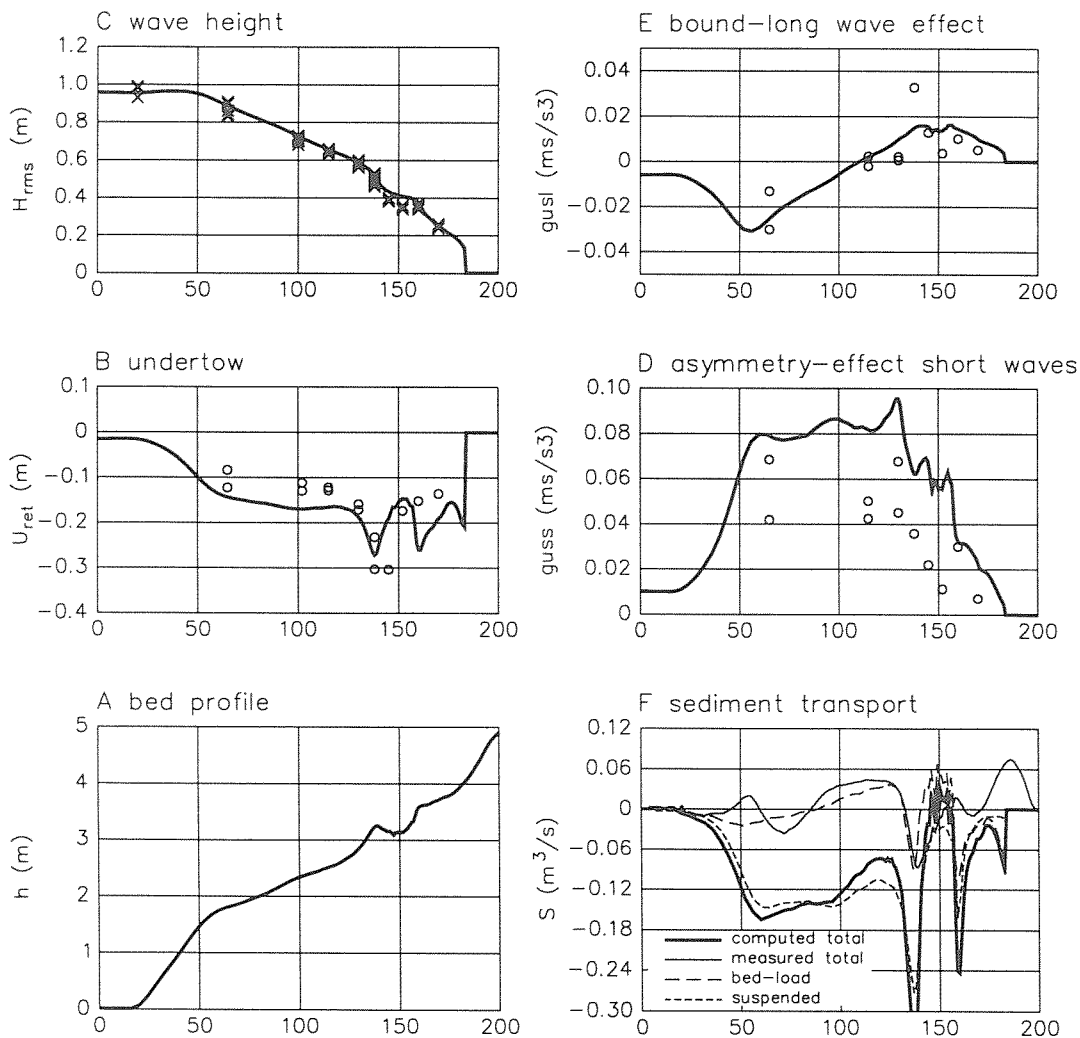 C wave height
1.2
1.0
0.8
0.6
0.4
0.2
0
H_rms (m)
0 50 100 150 200
E bound-long wave effect
0.04
0.02
0
-0.02
-0.04
gusl (ms/s3)
0 50 100 150 200
B undertow
0.1
0
-0.1
-0.2
-0.3
-0.4
U_ret (m)
0 50 100 150 200
D asymmetry-effect short waves
0.10
0.08
0.06
0.04
0.02
0
guss (ms/s3)
0 50 100 150 200
A bed profile
5
4
3
2
1
0
h (m)
0 50 100 150 200
F sediment transport
0.12
0.06
0
-0.06
-0.12
-0.18
-0.24
-0.30
S (m³/s)
computed total
measured total
bed-load
suspended
0 50 100 150 200